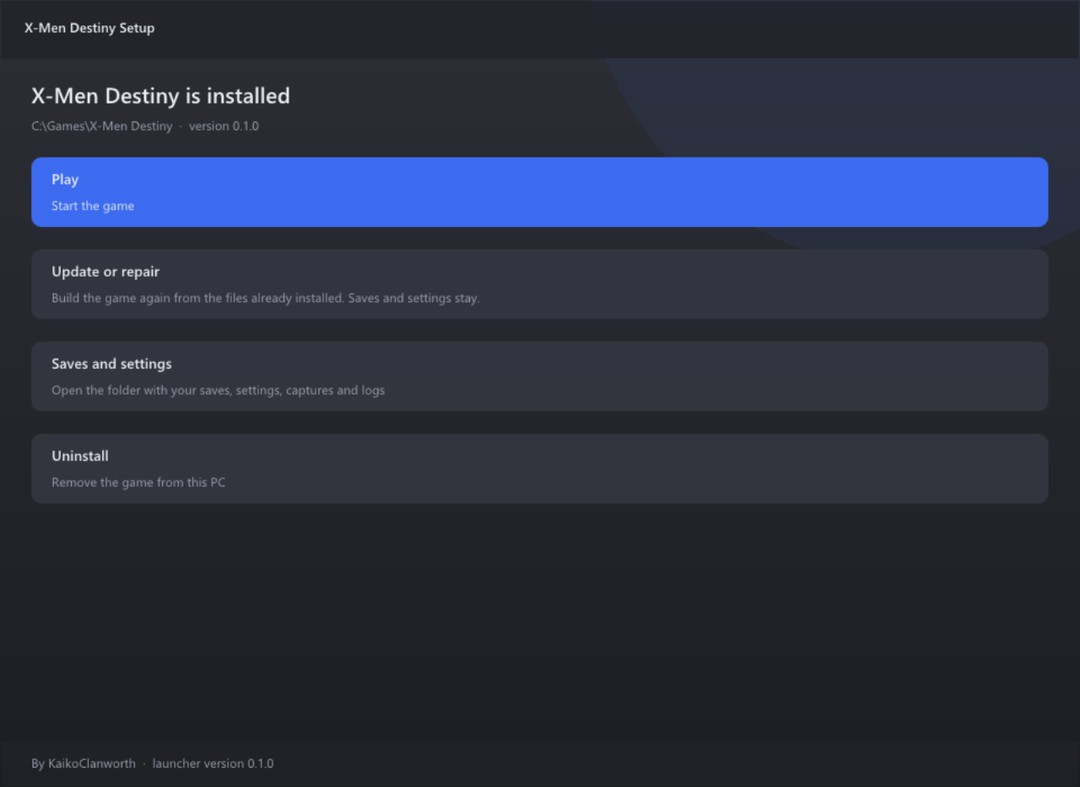 X-Men Destiny Setup
X-Men Destiny is installed
C:\Games\X-Men Destiny · version 0.1.0
Play
Start the game
Update or repair
Build the game again from the files already installed. Saves and settings stay.
Saves and settings
Open the folder with your saves, settings, captures and logs
Uninstall
Remove the game from this PC
By KaikoClanworth · launcher version 0.1.0